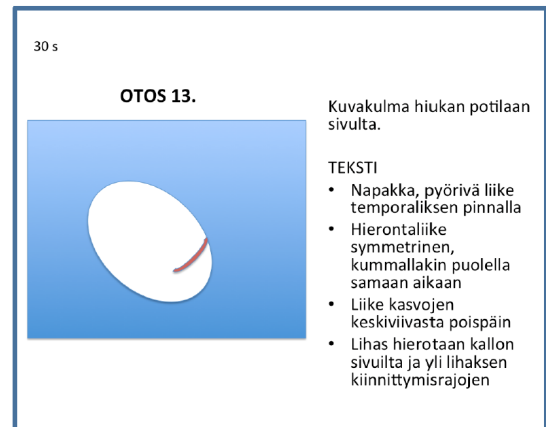 30 s
OTOS 13.
Kuvakulma hiukan potilaan
sivulta.
TEKSTI
• Napakka, pyörivä liike
temporaliksen pinnalla
• Hierontaliike
symmetrinen,
kummallakin puolella
samaan aikaan
• Liike kasvojen
keskiviivasta poispäin
• Lihas hierotaan kallon
sivuilta ja yli lihaksen
kiinnittymisrajojen